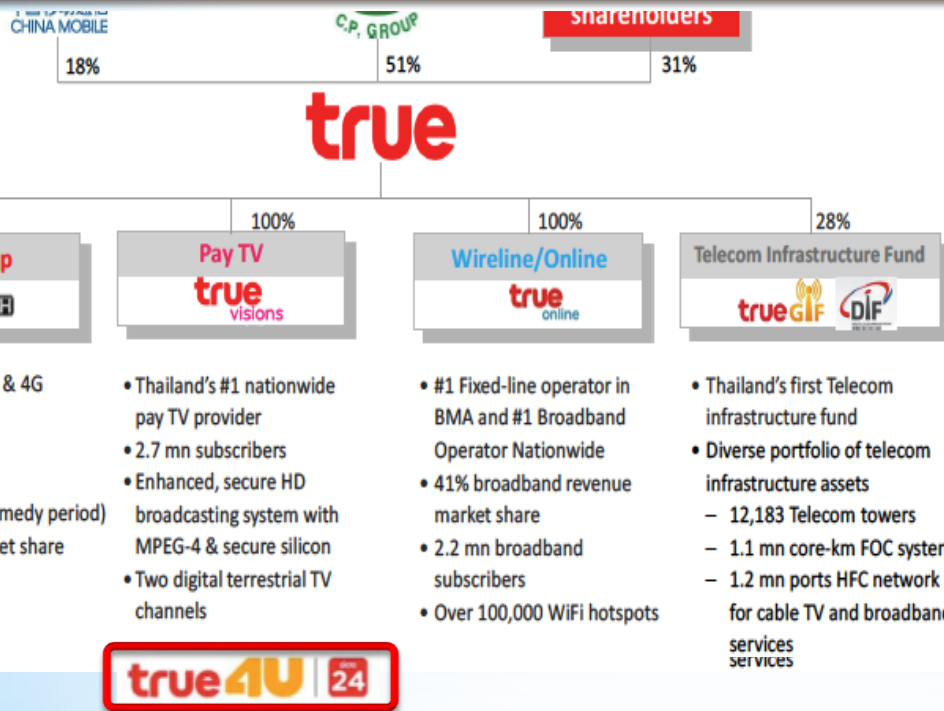 CHINA MOBILE
C.P. GROUP
shareholders
18%
51%
31%
true
100%
100%
28%
p
H
& 4G
medy period)
et share
Pay TV
true
visions
• Thailand's #1 nationwide
pay TV provider
• 2.7 mn subscribers
• Enhanced, secure HD
broadcasting system with
MPEG-4 & secure silicon
• Two digital terrestrial TV
channels
true4U
24
Wireline/Online
true
online
• #1 Fixed-line operator in
BMA and #1 Broadband
Operator Nationwide
• 41% broadband revenue
market share
• 2.2 mn broadband
subscribers
• Over 100,000 WiFi hotspots
Telecom Infrastructure Fund
trueGIF
DIF
• Thailand's first Telecom
infrastructure fund
• Diverse portfolio of telecom
infrastructure assets
– 12,183 Telecom towers
– 1.1 mn core-km FOC system
– 1.2 mn ports HFC network
for cable TV and broadband
services
services